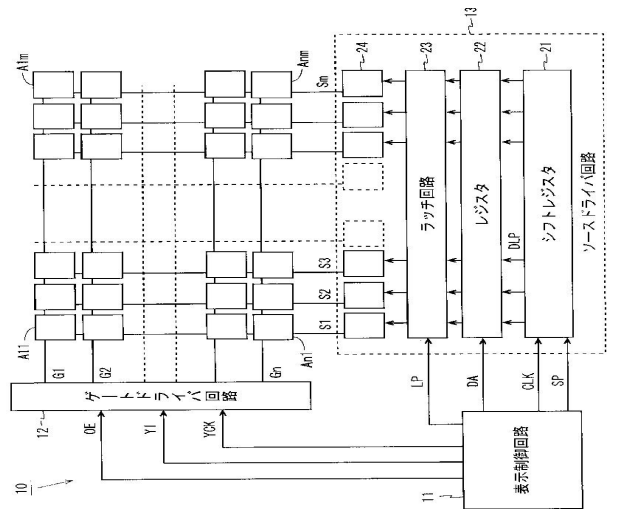 10
11
表示制御回路
OE
YI
YCK
LP
DA
CLK
SP
12
ゲートドライバ回路
G1
G2
Gn
A11
A1m
An1
Anm
S1
S2
S3
Sm
13
24
23
22
21
ラッチ回路
レジスタ
DLP
シフトレジスタ
ソースドライバ回路